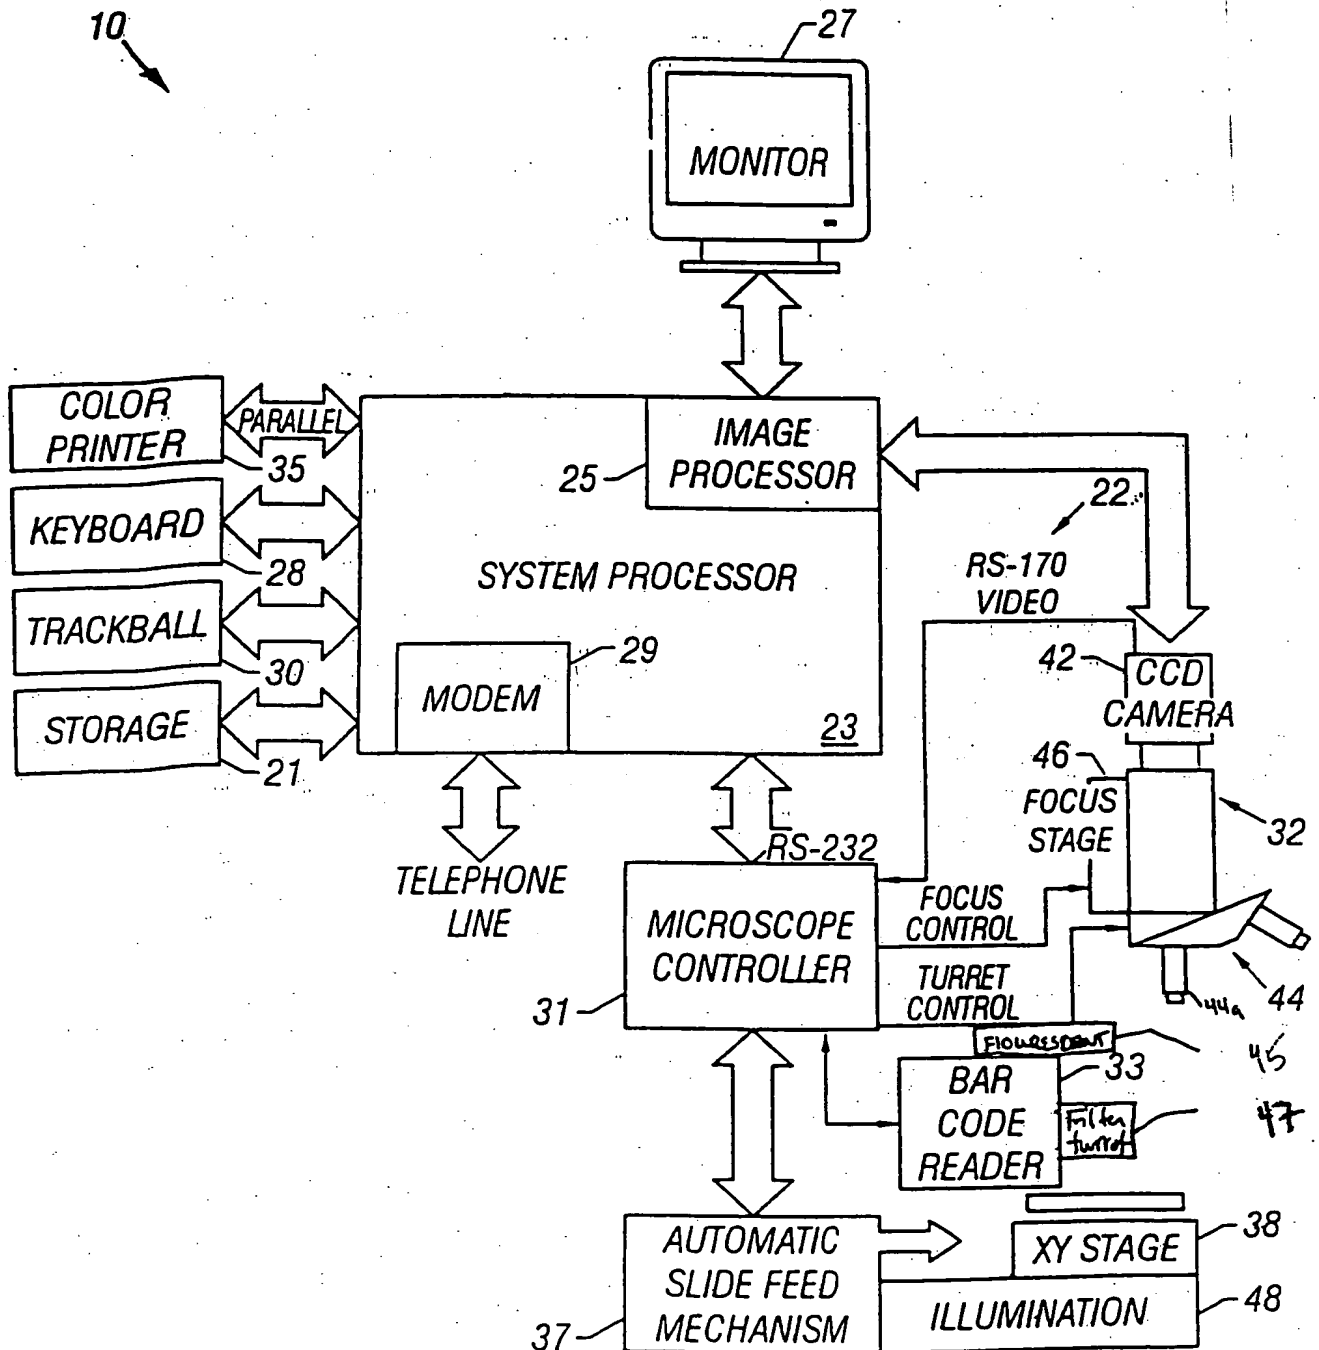 10
27
MONITOR
COLOR
PRINTER
PARALLEL
35
KEYBOARD
28
TRACKBALL
30
STORAGE
21
IMAGE
PROCESSOR
25
SYSTEM PROCESSOR
MODEM
29
23
22
RS-170
VIDEO
42
CCD
CAMERA
46
FOCUS
STAGE
32
TELEPHONE
LINE
RS-232
MICROSCOPE
CONTROLLER
31
FOCUS
CONTROL
TURRET
CONTROL
44a
44
FlOURESDENT
45
BAR
CODE
READER
33
Filter
turret
47
AUTOMATIC
SLIDE FEED
MECHANISM
37
XY STAGE
38
ILLUMINATION
48